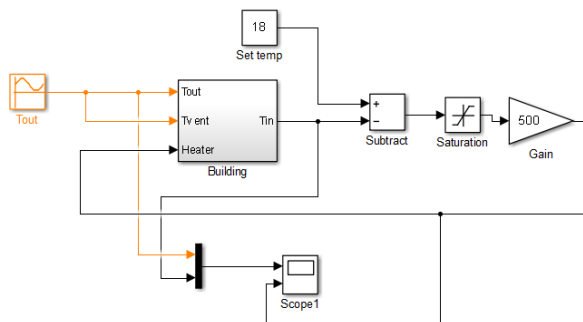 18
Set temp
Tout
Tout
Tv ent
Tin
Heater
Building
+
−
Subtract
Saturation
500
Gain
Scope1